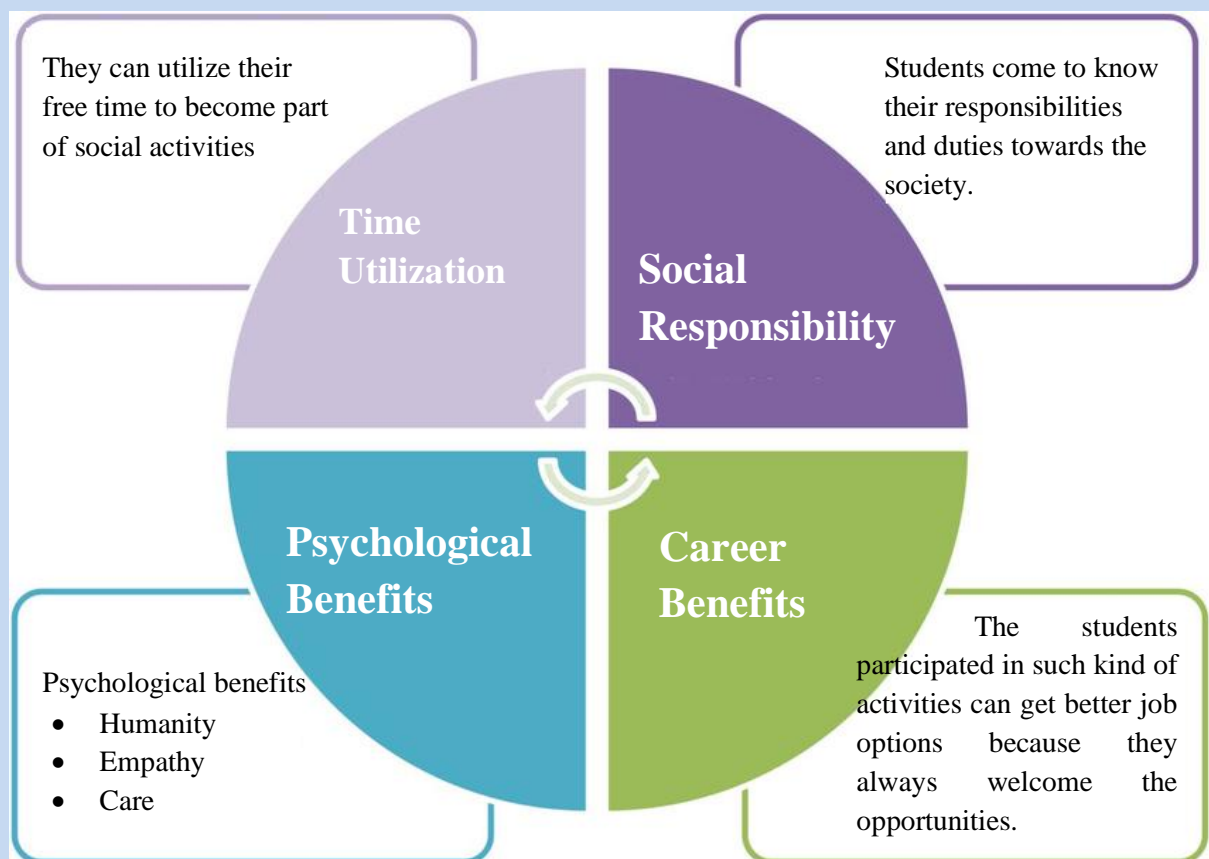 They can utilize their
free time to become part
of social activities
Students come to know
their responsibilities
and duties towards the
society.
Time
Utilization
Social
Responsibility
Psychological
Benefits
Career
Benefits
Psychological benefits
• Humanity
• Empathy
• Care
The students
participated in such kind of
activities can get better job
options because they
always welcome the
opportunities.